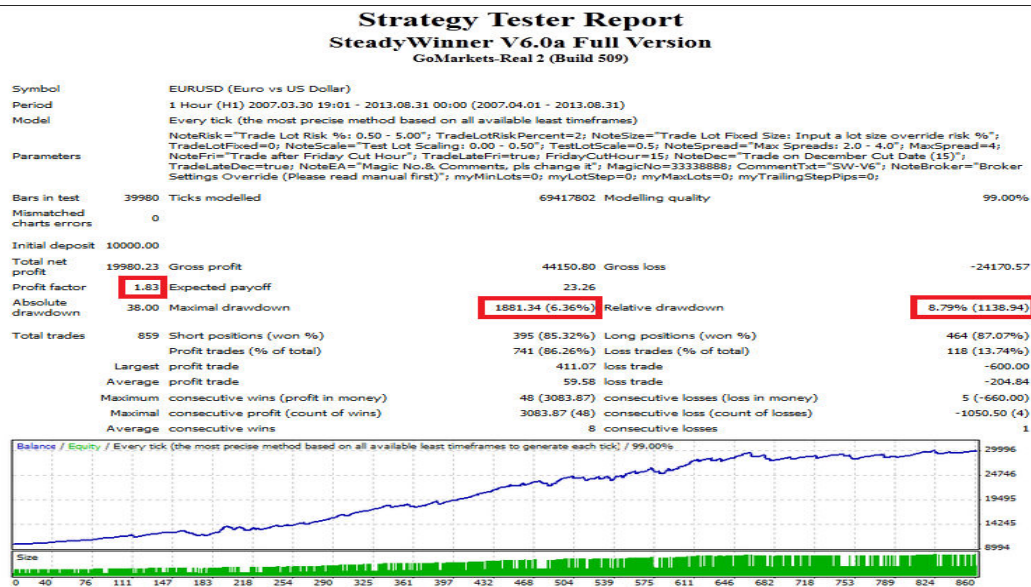 Strategy Tester Report
SteadyWinner V6.0a Full Version
GoMarkets-Real 2 (Build 509)
Symbol EURUSD (Euro vs US Dollar)
Period 1 Hour (H1) 2007.03.30 19:01 - 2013.08.31 00:00 (2007.04.01 - 2013.08.31)
Model Every tick (the most precise method based on all available least timeframes)
Parameters NoteRisk="Trade Lot Risk %: 0.50 - 5.00"; TradeLotRiskPercent=2; NoteSize="Trade Lot Fixed Size: Input a lot size override risk %";
TradeLotFixed=0; NoteScale="Test Lot Scaling: 0.00 - 0.50"; TestLotScale=0.5; NoteSpread="Max Spreads: 2.0 - 4.0"; MaxSpread=4;
NoteFri="Trade after Friday Cut Hour"; TradeLateFri=true; FridayCutHour=15; NoteDec="Trade on December Cut Date (15)";
TradeLateDec=true; NoteEA="Magic No.& Comments, pls change it"; MagicNo=33338888; CommentTxt="SW-V6"; NoteBroker="Broker
Settings Override (Please read manual first)"; myMinLots=0; myLotStep=0; myMaxLots=0; myTrailingStepPips=0;
Bars in test 39980 Ticks modelled 69417802 Modelling quality 99.00%
Mismatched charts errors 0
Initial deposit 10000.00
Total net profit 19980.23 Gross profit 44150.80 Gross loss -24170.57
Profit factor 1.83 Expected payoff 23.26
Absolute drawdown 38.00 Maximal drawdown 1881.34 (6.36%) Relative drawdown 8.79% (1138.94)
Total trades 859 Short positions (won %) 395 (85.32%) Long positions (won %) 464 (87.07%)
Profit trades (% of total) 741 (86.26%) Loss trades (% of total) 118 (13.74%)
Largest profit trade 411.07 loss trade -600.00
Average profit trade 59.58 loss trade -204.84
Maximum consecutive wins (profit in money) 48 (3083.87) consecutive losses (loss in money) 5 (-660.00)
Maximal consecutive profit (count of wins) 3083.87 (48) consecutive loss (count of losses) -1050.50 (4)
Average consecutive wins 8 consecutive losses 1
Balance / Equity / Every tick (the most precise method based on all available least timeframes to generate each tick) / 99.00%
29996
24746
19495
14245
8994
Size
0 40 76 111 147 183 218 254 290 325 361 397 432 468 504 539 575 611 646 682 718 753 789 824 860